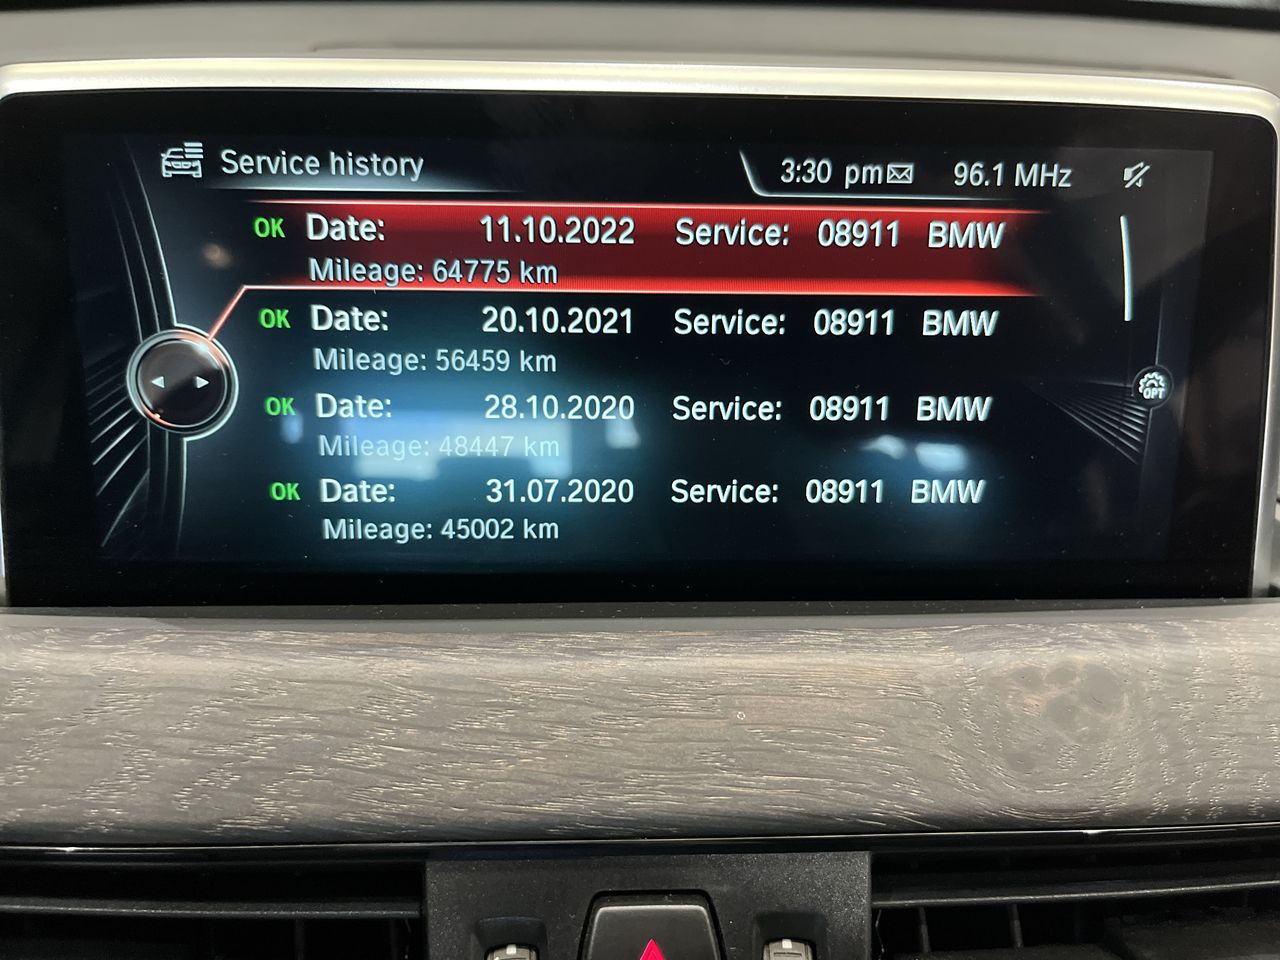 Service history 3:30 pm 96.1 MHz
OK Date: 11.10.2022 Service: 08911 BMW
Mileage: 64775 km
OK Date: 20.10.2021 Service: 08911 BMW
Mileage: 56459 km
OK Date: 28.10.2020 Service: 08911 BMW
Mileage: 48447 km
OPT
OK Date: 31.07.2020 Service: 08911 BMW
Mileage: 45002 km